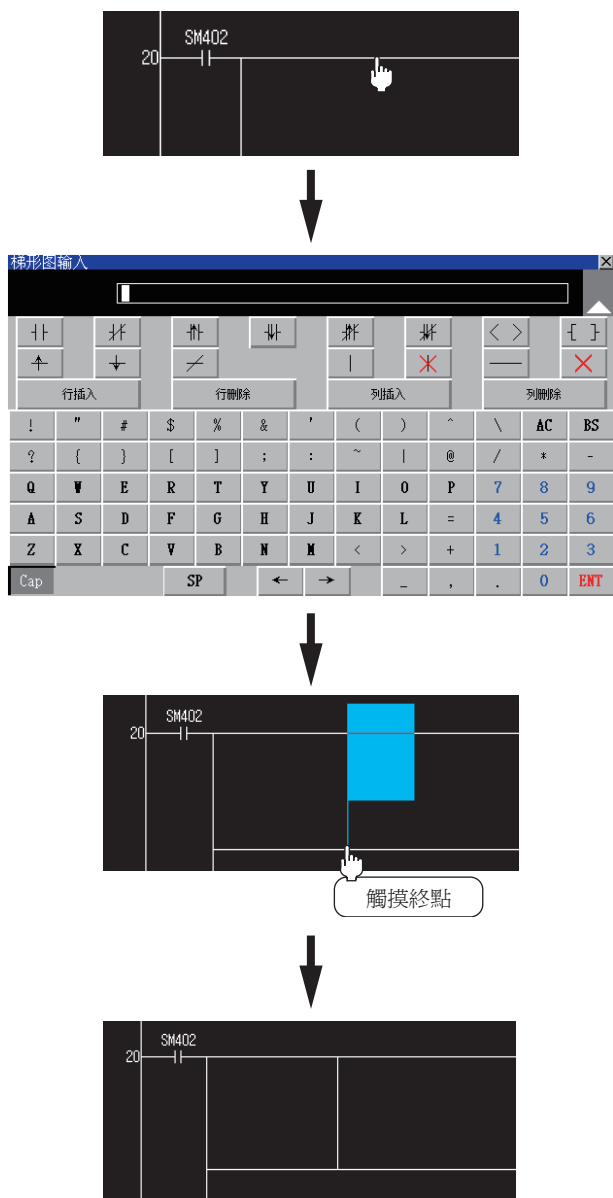 SM402
20
梯形图输入
行插入 行删除 列插入 列删除
! " # $ % & ' ( ) ^ \ AC BS
? { } [ ] ; : ~ | @ / * -
Q W E R T Y U I O P 7 8 9
A S D F G H J K L = 4 5 6
Z X C V B N M < > + 1 2 3
Cap SP ← → _ , . 0 ENT
SM402
20
觸摸終點
SM402
20